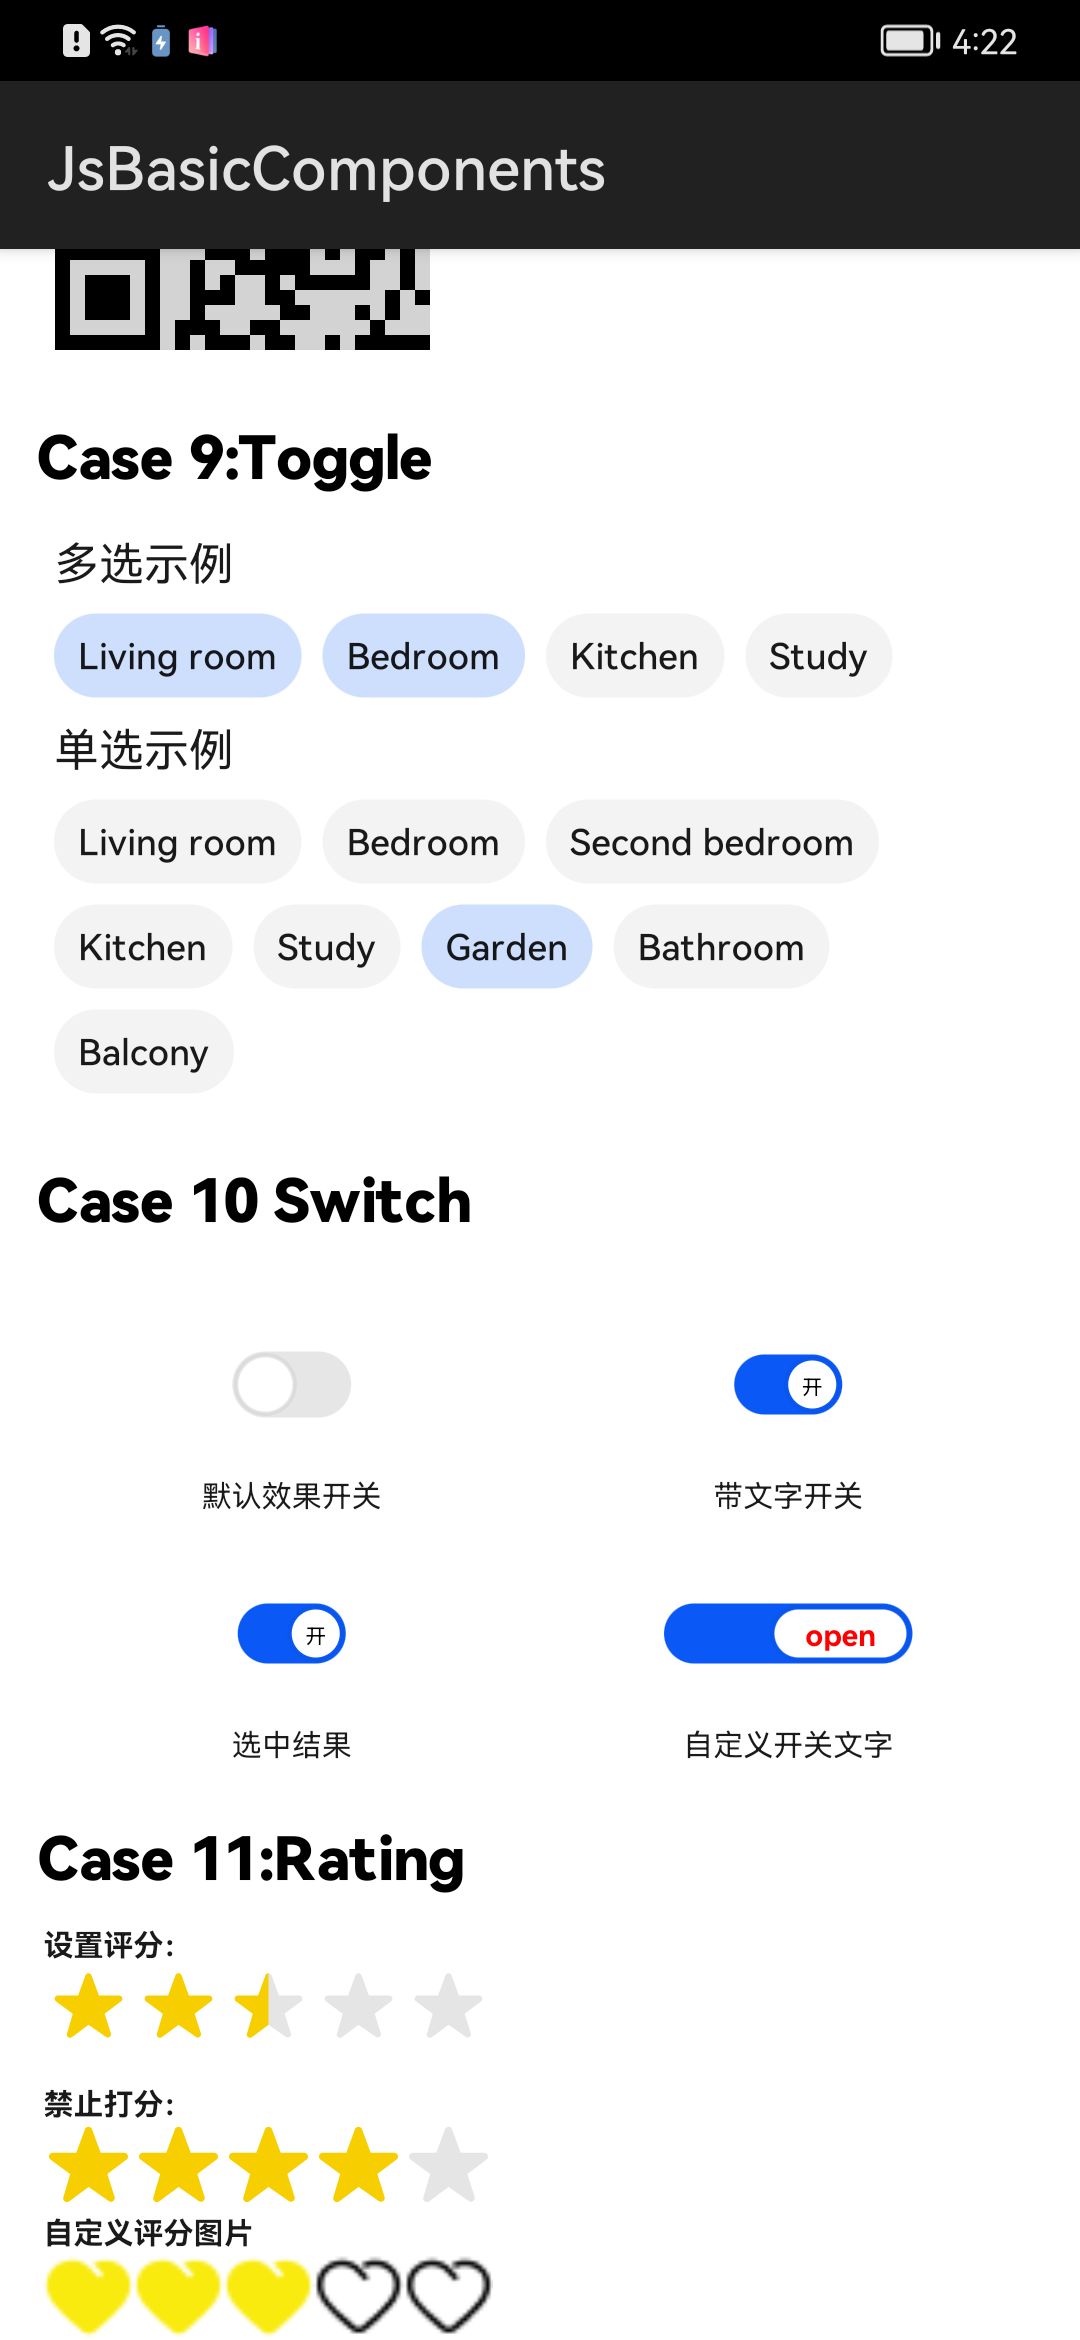 4:22
JsBasicComponents
Case 9:Toggle
多选示例
Living room Bedroom Kitchen Study
单选示例
Living room Bedroom Second bedroom
Kitchen Study Garden Bathroom
Balcony
Case 10 Switch
开
默认效果开关 带文字开关
开 open
选中结果 自定义开关文字
Case 11:Rating
设置评分:
禁止打分:
自定义评分图片